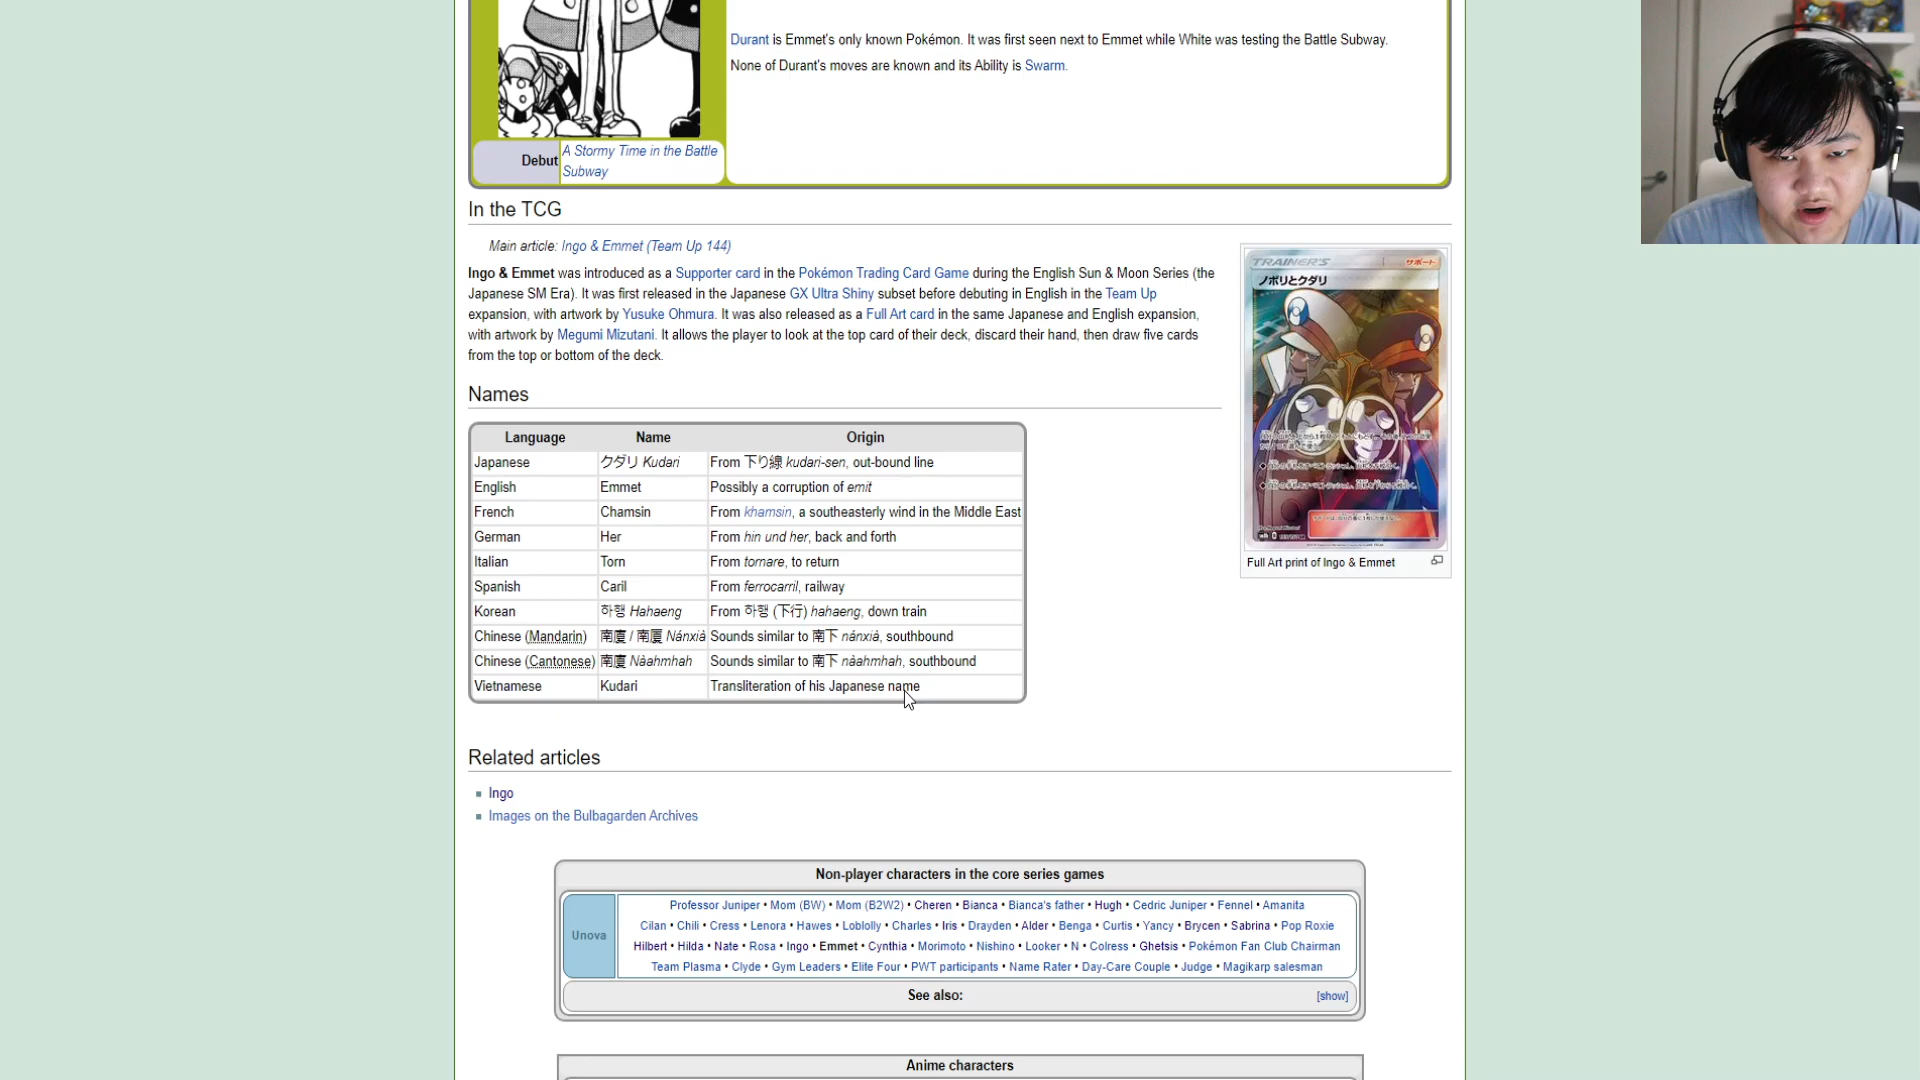 Durant is Emmet's only known Pokémon. It was first seen next to Emmet while White was testing the Battle Subway.
None of Durant's moves are known and its Ability is Swarm.
Debut A Stormy Time in the Battle
Subway
In the TCG
Main article: Ingo & Emmet (Team Up 144)
Ingo & Emmet was introduced as a Supporter card in the Pokémon Trading Card Game during the English Sun & Moon Series (the
Japanese SM Era). It was first released in the Japanese GX Ultra Shiny subset before debuting in English in the Team Up
expansion, with artwork by Yusuke Ohmura. It was also released as a Full Art card in the same Japanese and English expansion,
with artwork by Megumi Mizutani. It allows the player to look at the top card of their deck, discard their hand, then draw five cards
from the top or bottom of the deck.
TRAINER'S サポート
ノボリとクダリ
Full Art print of Ingo & Emmet
Names
Language Name Origin
Japanese クダリ Kudari From 下り線 kudari-sen, out-bound line
English Emmet Possibly a corruption of emit
French Chamsin From khamsin, a southeasterly wind in the Middle East
German Her From hin und her, back and forth
Italian Torn From tornare, to return
Spanish Caril From ferrocarril, railway
Korean 하행 Hahaeng From 하행 (下行) hahaeng, down train
Chinese (Mandarin) 南廈 / 南厦 Nánxià Sounds similar to 南下 nánxià, southbound
Chinese (Cantonese) 南廈 Nàahmhah Sounds similar to 南下 nàahmhah, southbound
Vietnamese Kudari Transliteration of his Japanese name
Related articles
Ingo
Images on the Bulbagarden Archives
Non-player characters in the core series games
Unova
Professor Juniper • Mom (BW) • Mom (B2W2) • Cheren • Bianca • Bianca's father • Hugh • Cedric Juniper • Fennel • Amanita
Cilan • Chili • Cress • Lenora • Hawes • Loblolly • Charles • Iris • Drayden • Alder • Benga • Curtis • Yancy • Brycen • Sabrina • Pop Roxie
Hilbert • Hilda • Nate • Rosa • Ingo • Emmet • Cynthia • Morimoto • Nishino • Looker • N • Colress • Ghetsis • Pokémon Fan Club Chairman
Team Plasma • Clyde • Gym Leaders • Elite Four • PWT participants • Name Rater • Day-Care Couple • Judge • Magikarp salesman
See also: [show]
Anime characters